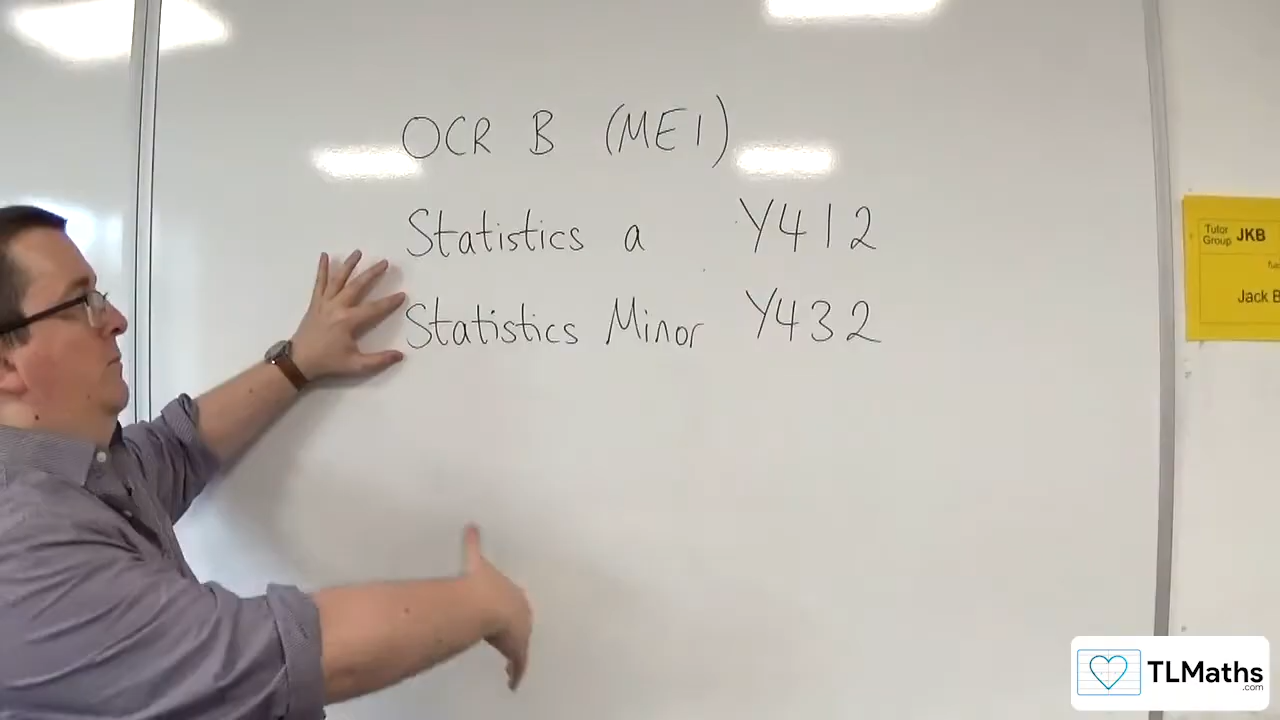 OCR B (MEI)
Statistics a Y412
Statistics Minor Y432
Tutor Group JKB
Jack B
TLMaths
.com